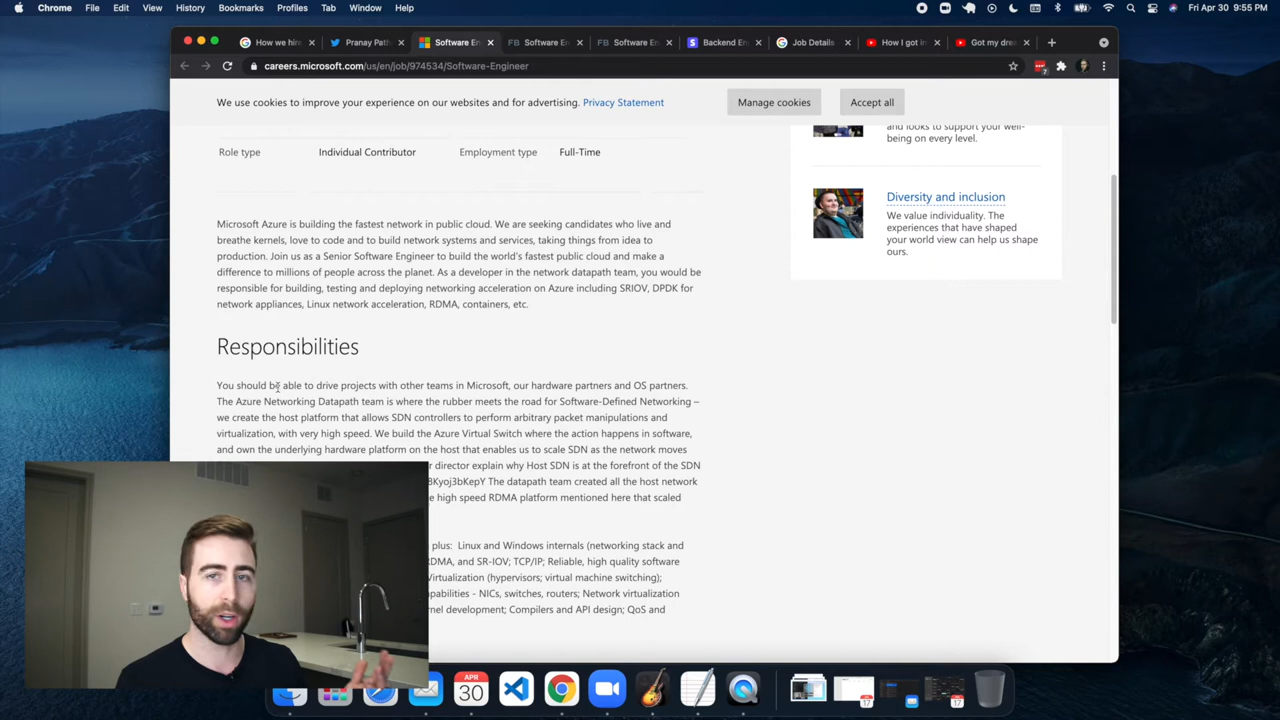 Chrome File Edit View History Bookmarks Profiles Tab Window Help Fri Apr 30 9:55 PM
How we hire Pranay Path Software En FB Software En FB Software En Backend En Job Details How I got in Got my drea
careers.microsoft.com/us/en/job/974534/Software-Engineer
We use cookies to improve your experience on our websites and for advertising. Privacy Statement Manage cookies Accept all
and looks to support your well-
being on every level.
Role type Individual Contributor Employment type Full-Time
Diversity and inclusion
We value individuality. The
experiences that have shaped
your world view can help us shape
ours.
Microsoft Azure is building the fastest network in public cloud. We are seeking candidates who live and
breathe kernels, love to code and to build network systems and services, taking things from idea to
production. Join us as a Senior Software Engineer to build the world's fastest public cloud and make a
difference to millions of people across the planet. As a developer in the network datapath team, you would be
responsible for building, testing and deploying networking acceleration on Azure including SRIOV, DPDK for
network appliances, Linux network acceleration, RDMA, containers, etc.
Responsibilities
You should be able to drive projects with other teams in Microsoft, our hardware partners and OS partners.
The Azure Networking Datapath team is where the rubber meets the road for Software-Defined Networking –
we create the host platform that allows SDN controllers to perform arbitrary packet manipulations and
virtualization, with very high speed. We build the Azure Virtual Switch where the action happens in software,
and own the underlying hardware platform on the host that enables us to scale SDN as the network moves
r director explain why Host SDN is at the forefront of the SDN
8Kyoj3bKepY The datapath team created all the host network
e high speed RDMA platform mentioned here that scaled
plus: Linux and Windows internals (networking stack and
RDMA, and SR-IOV; TCP/IP; Reliable, high quality software
Virtualization (hypervisors; virtual machine switching);
apabilities - NICs, switches, routers; Network virtualization
nel development; Compilers and API design; QoS and
APR
30
17
17